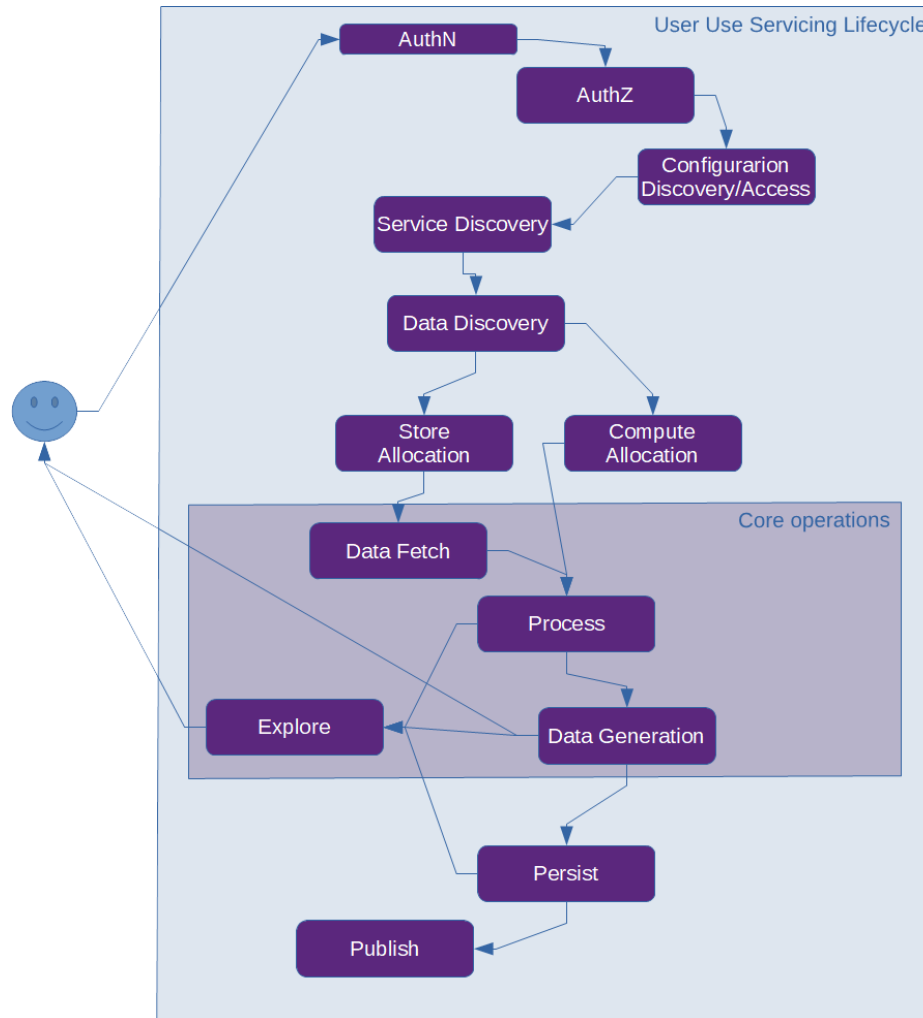 User Use Servicing Lifecycle
AuthN
AuthZ
Configurarion
Discovery/Access
Service Discovery
Data Discovery
Store
Allocation
Compute
Allocation
Core operations
Data Fetch
Process
Explore
Data Generation
Persist
Publish